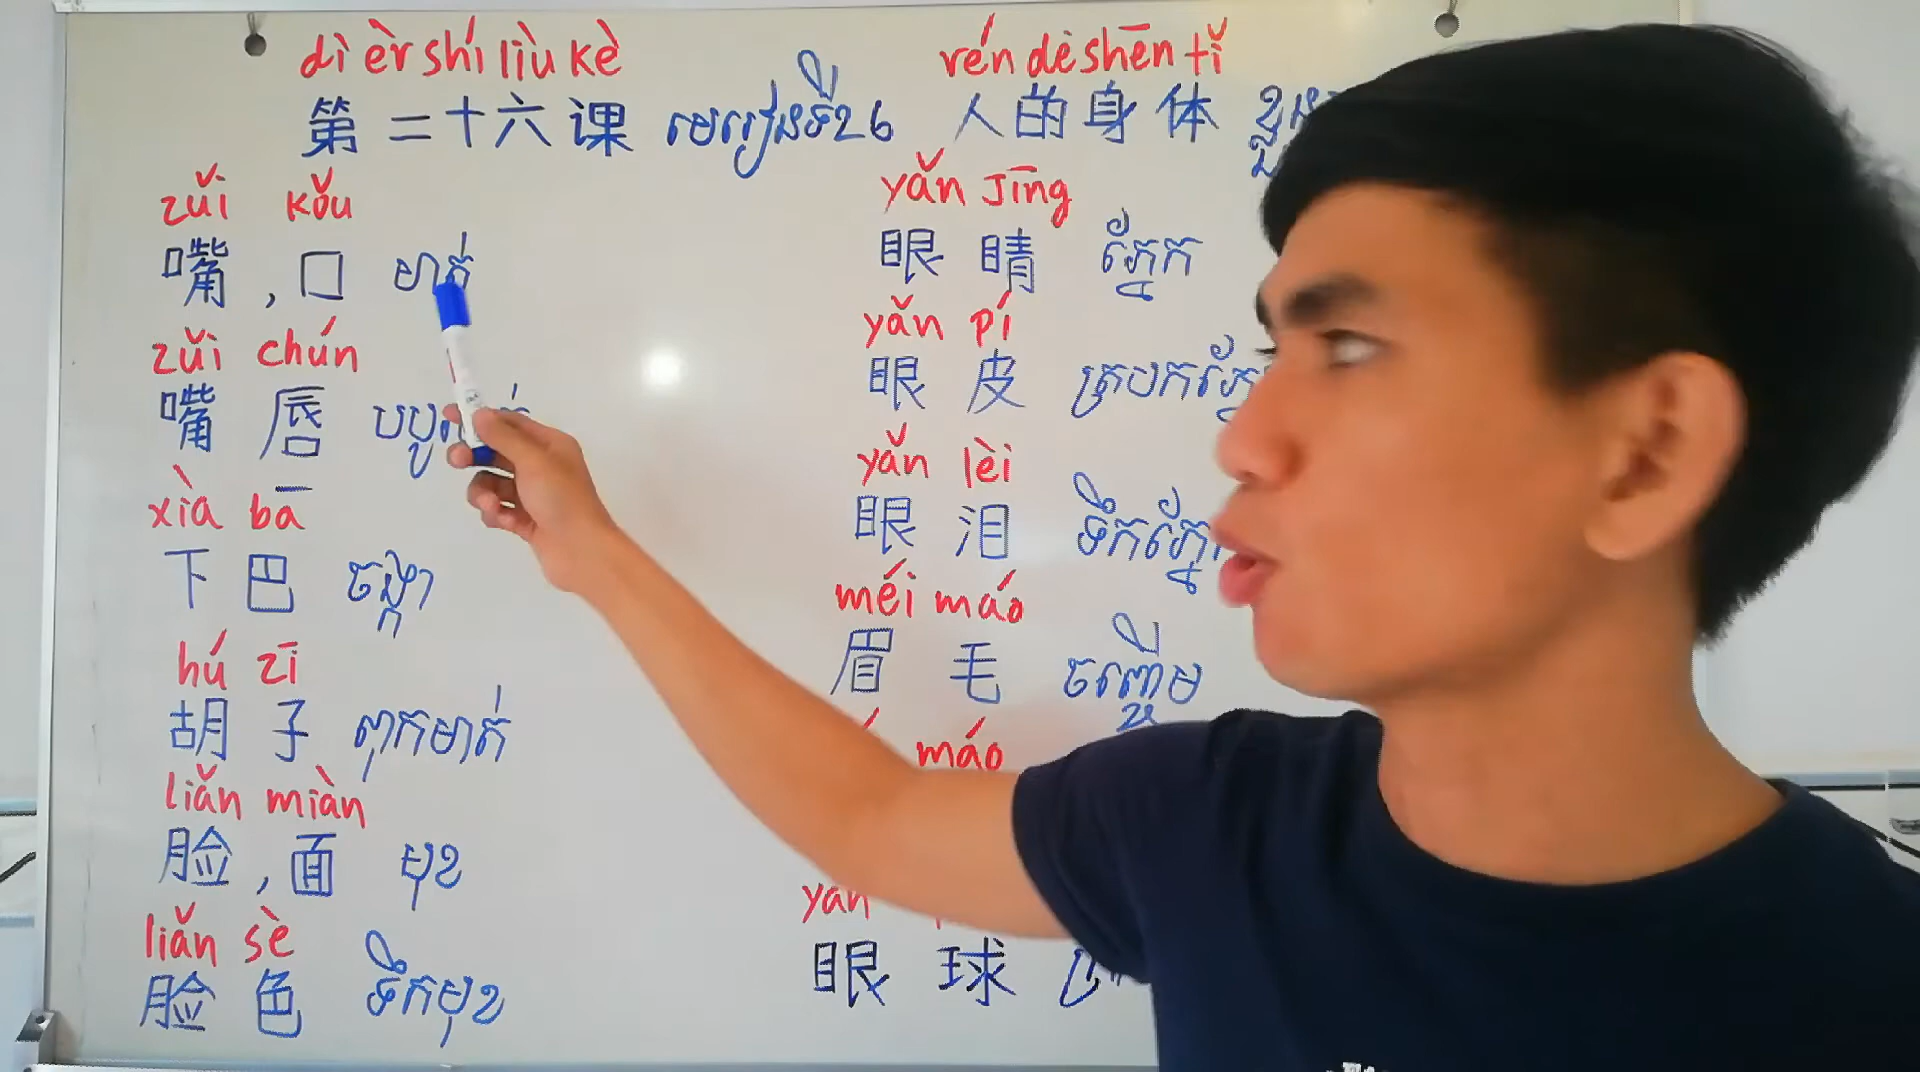 dì èr shí liù kè
第二十六课 មេរៀនទី26
rén dè shēn tǐ
人的身体
zuǐ kǒu
嘴,口 មាត់
zuǐ chún
嘴唇
xià bā
下巴 ចង្កា
hú zī
胡子 ពុកមាត់
liǎn miàn
脸,面 មុខ
liǎn sè
脸色 ទឹកមុខ
yǎn Jīng
眼睛 ភ្នែក
yǎn pí
眼皮
yǎn lèi
眼泪
méi máo
眉毛 ចញ្ចើម
máo
眼球